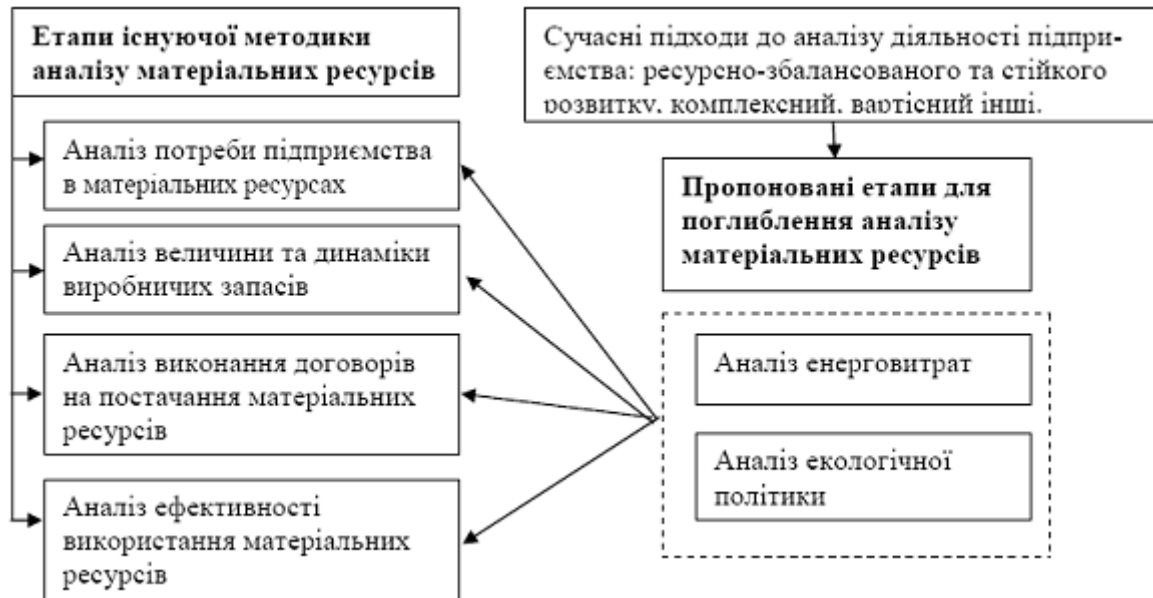 Етапи існуючої методики
аналізу матеріальних ресурсів
Аналіз потреби підприємства
в матеріальних ресурсах
Аналіз величини та динаміки
виробничих запасів
Аналіз виконання договорів
на постачання матеріальних
ресурсів
Аналіз ефективності
використання матеріальних
ресурсів
Сучасні підходи до аналізу діяльності підпри-
ємства: ресурсно-збалансованого та стійкого
розвитку, комплексний, вартісний інші.
Пропоновані етапи для
поглиблення аналізу
матеріальних ресурсів
Аналіз енерговитрат
Аналіз екологічної
політики